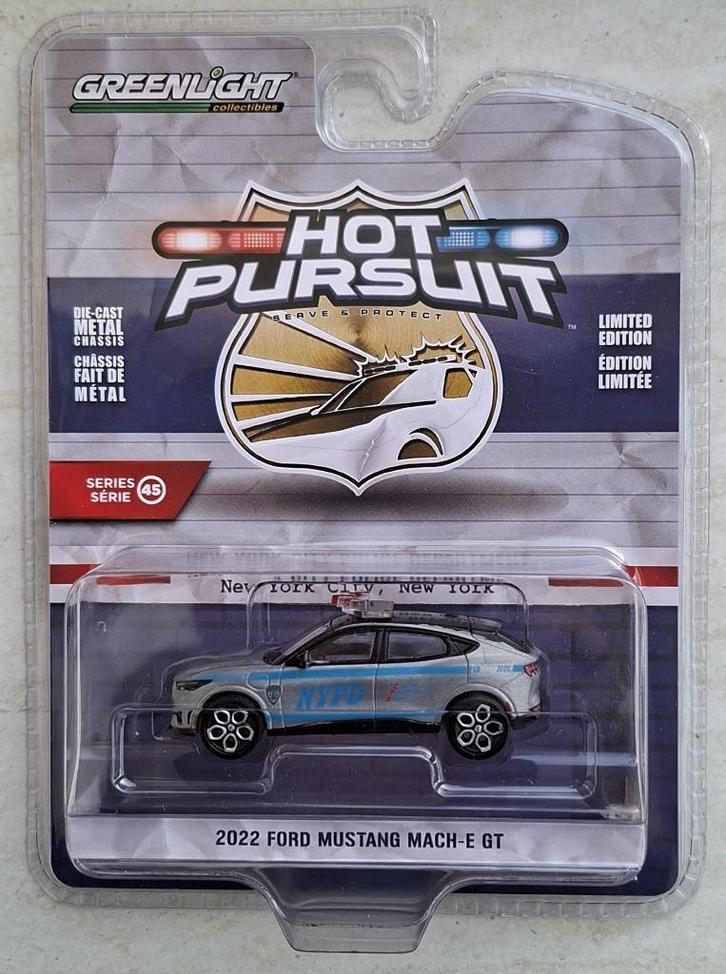 GREENLiGHT
collectibles
HOT
PURSUIT
SERVE & PROTECT
™
DIE-CAST
METAL
CHASSIS
CHÂSSIS
FAIT DE
MÉTAL
LIMITED
EDITION
ÉDITION
LIMITÉE
SERIES
SÉRIE
45
New York City, New York
NYPD
2022 FORD MUSTANG MACH-E GT